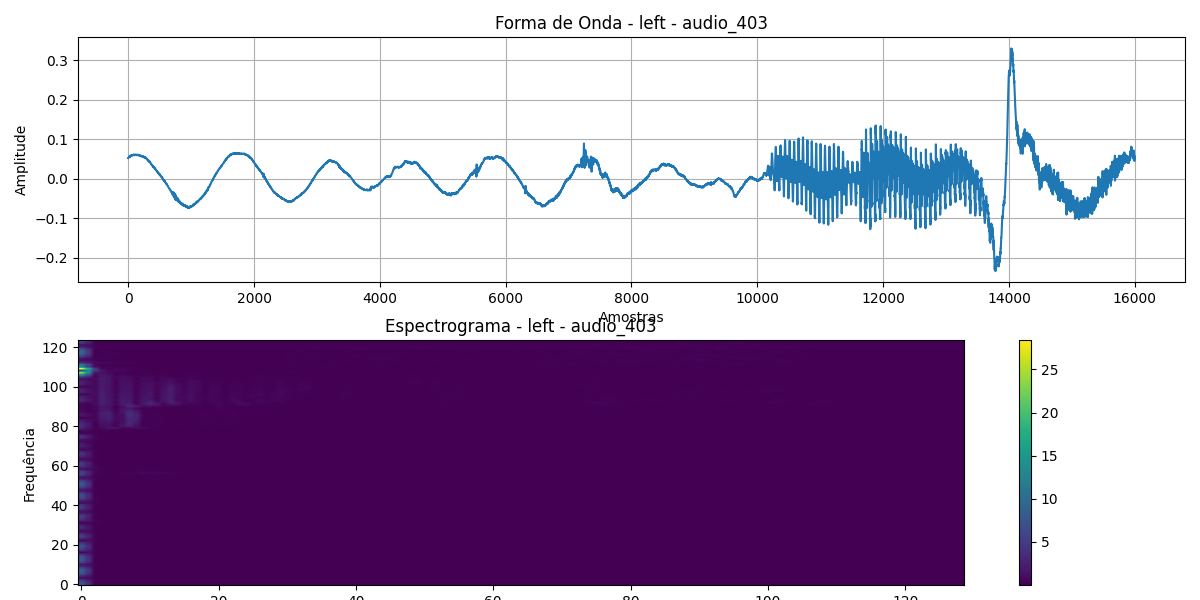 Forma de Onda - left - audio_403
Amplitude
0.3
0.2
0.1
0.0
−0.1
−0.2
0 2000 4000 6000 8000 10000 12000 14000 16000
Amostras
Espectrograma - left - audio_403
Frequência
120
100
80
60
40
20
0
0 20 40 60 80 100 120
25
20
15
10
5